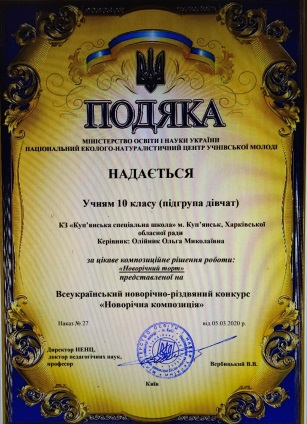 ПОДЯКА
МІНІСТЕРСТВО ОСВІТИ І НАУКИ УКРАЇНИ
НАЦІОНАЛЬНИЙ ЕКОЛОГО-НАТУРАЛІСТИЧНИЙ ЦЕНТР УЧНІВСЬКОЇ МОЛОДІ
НАДАЄТЬСЯ
Учням 10 класу (підгрупа дівчат)
КЗ «Куп'янська спеціальна школа» м. Куп'янськ, Харківської
обласної ради
Керівник: Олійник Ольга Миколаївна
за цікаве композиційне рішення роботи:
«Новорічний торт»
представленої на
Всеукраїнський новорічно-різдвяний конкурс
«Новорічна композиція»
Наказ № 27 від 05.03.2020 р.
Директор НЕНЦ,
доктор педагогічних наук,
професор Вербицький В.В.
Київ